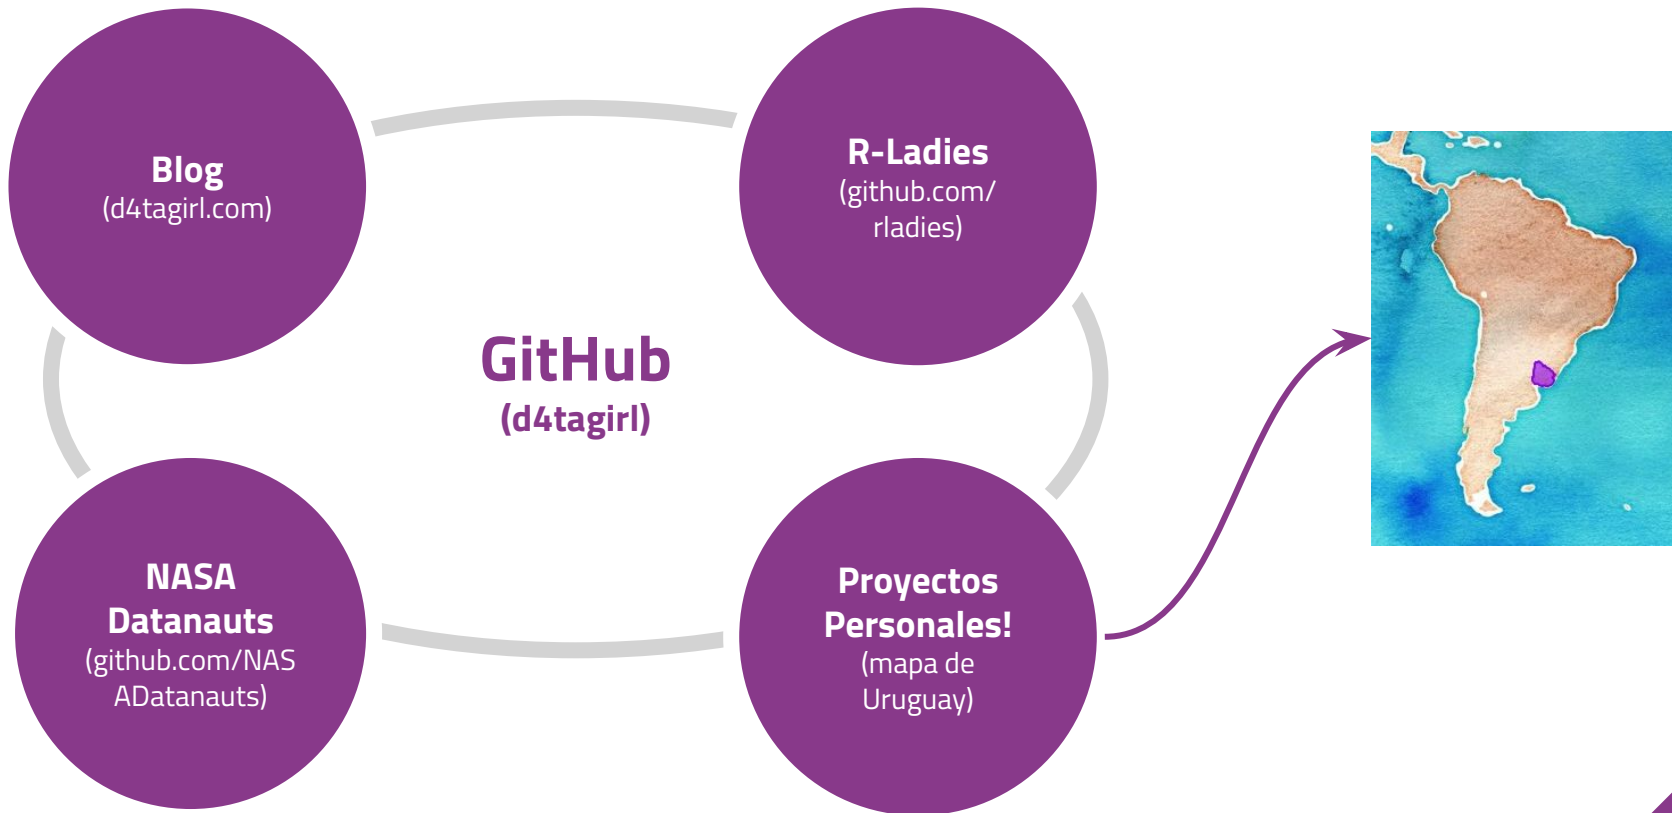 Blog
(d4tagirl.com)
R-Ladies
(github.com/
rladies)
GitHub
(d4tagirl)
NASA
Datanauts
(github.com/NAS
ADatanauts)
Proyectos
Personales!
(mapa de
Uruguay)